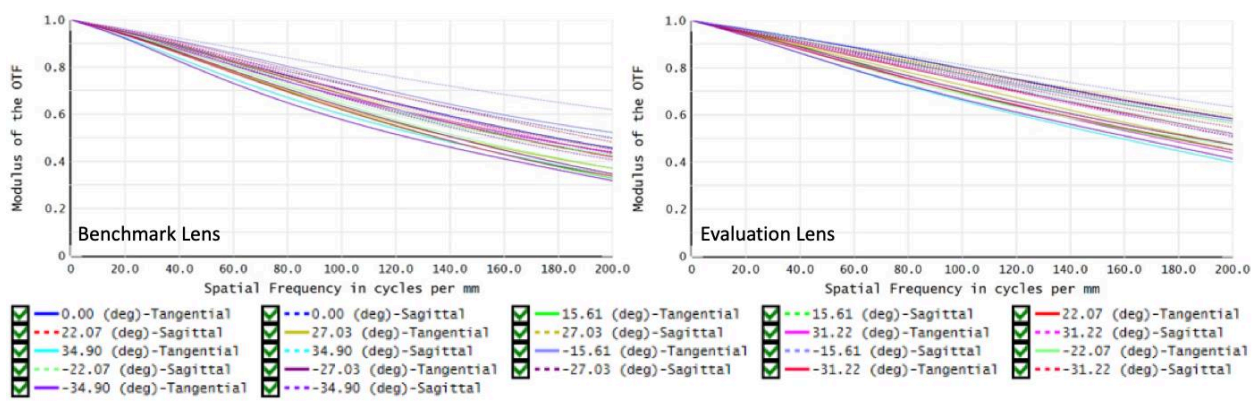 1.0
0.8
0.6
0.4
0.2
0
Modulus of the OTF
Benchmark Lens
0 20.0 40.0 60.0 80.0 100.0 120.0 140.0 160.0 180.0 200.0
Spatial Frequency in cycles per mm
1.0
0.8
0.6
0.4
0.2
0
Modulus of the OTF
Evaluation Lens
0 20.0 40.0 60.0 80.0 100.0 120.0 140.0 160.0 180.0 200.0
Spatial Frequency in cycles per mm
0.00 (deg)-Tangential 0.00 (deg)-Sagittal 15.61 (deg)-Tangential 15.61 (deg)-Sagittal 22.07 (deg)-Tangential
22.07 (deg)-Sagittal 27.03 (deg)-Tangential 27.03 (deg)-Sagittal 31.22 (deg)-Tangential 31.22 (deg)-Sagittal
34.90 (deg)-Tangential 34.90 (deg)-Sagittal -15.61 (deg)-Tangential -15.61 (deg)-Sagittal -22.07 (deg)-Tangential
-22.07 (deg)-Sagittal -27.03 (deg)-Tangential -27.03 (deg)-Sagittal -31.22 (deg)-Tangential -31.22 (deg)-Sagittal
-34.90 (deg)-Tangential -34.90 (deg)-Sagittal